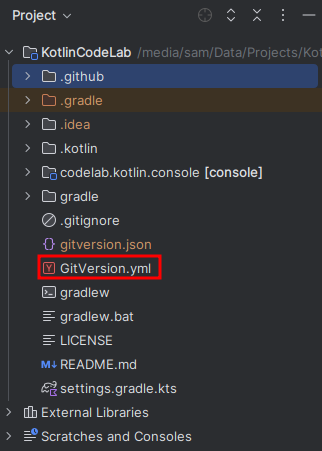 Project
KotlinCodeLab /media/sam/Data/Projects/Kot
.github
.gradle
.idea
.kotlin
codelab.kotlin.console [console]
gradle
.gitignore
{} gitversion.json
Y GitVersion.yml
gradlew
gradlew.bat
LICENSE
M↓ README.md
settings.gradle.kts
External Libraries
Scratches and Consoles